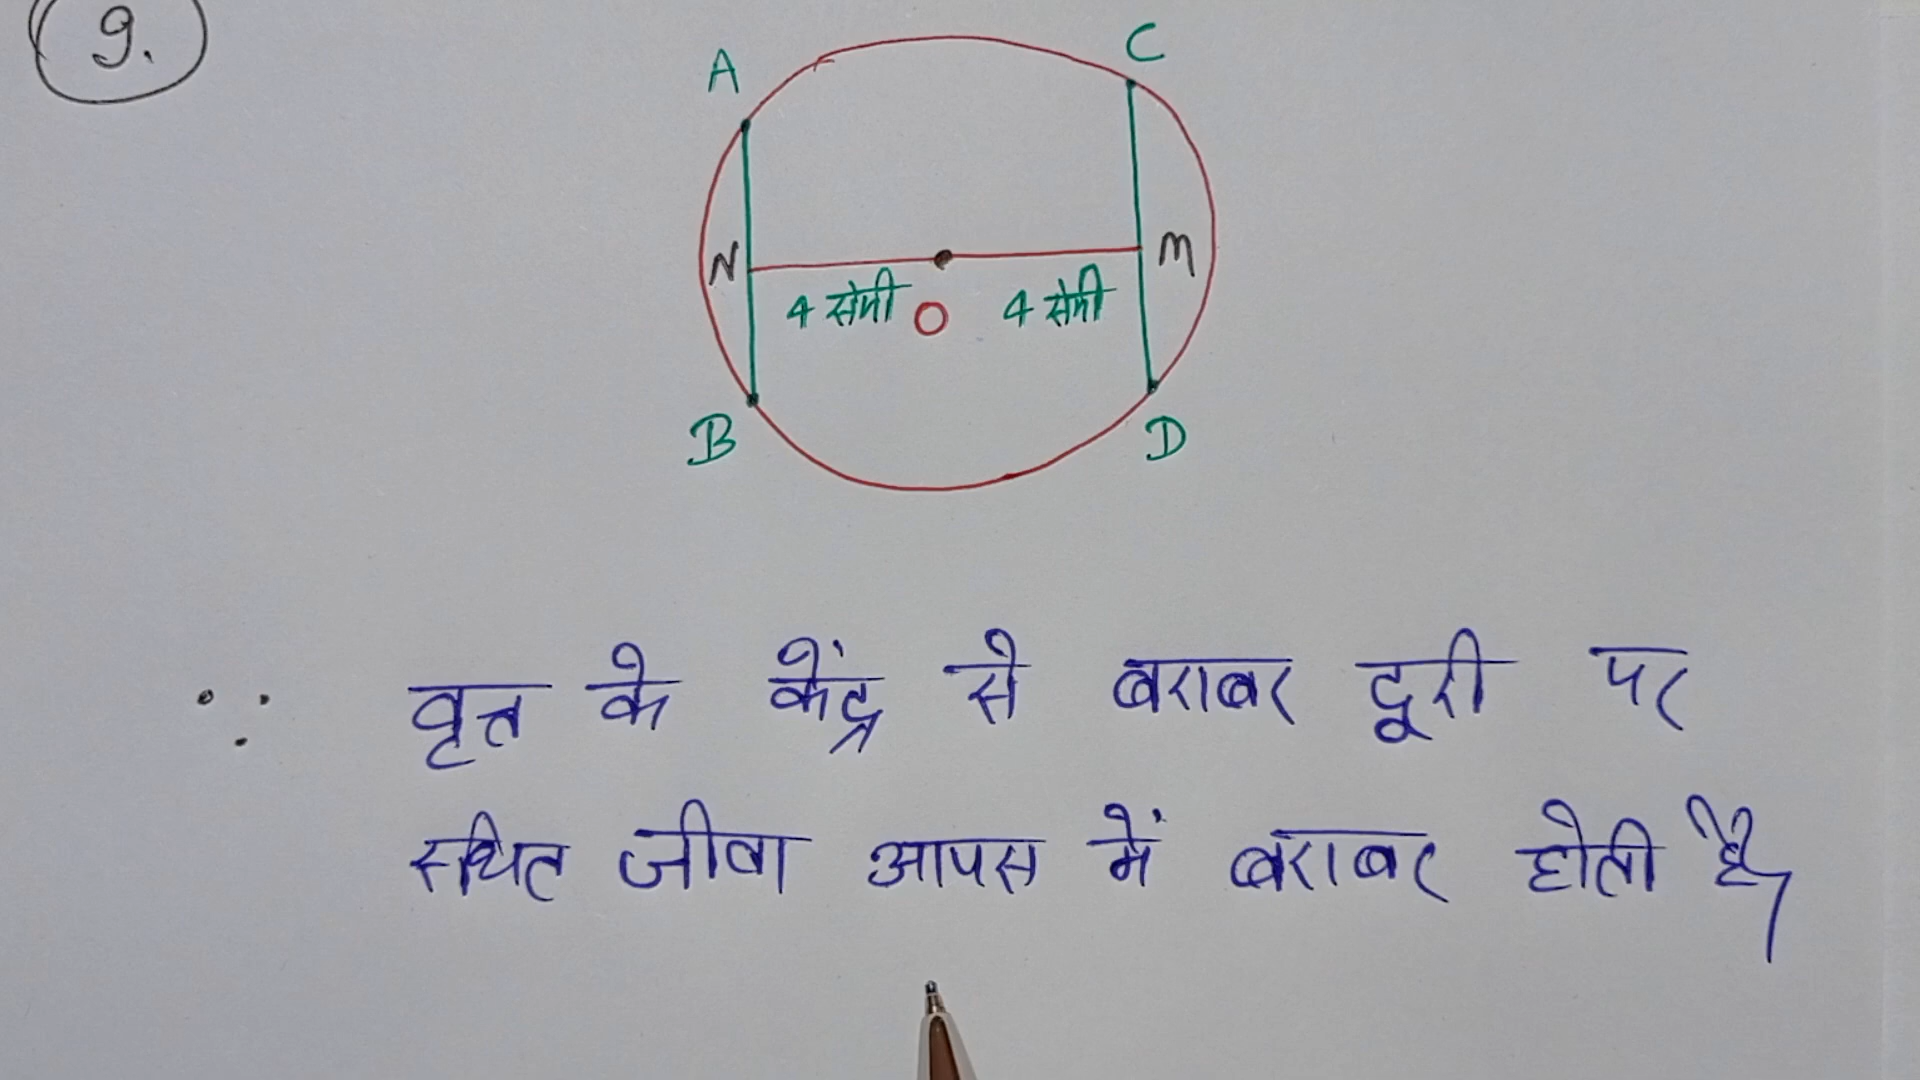 9.
A
C
N
M
4 सेमी
O
4 सेमी
B
D
∵ वृत्त के केंद्र से बराबर दूरी पर
स्थित जीवा आपस में बराबर होती है,